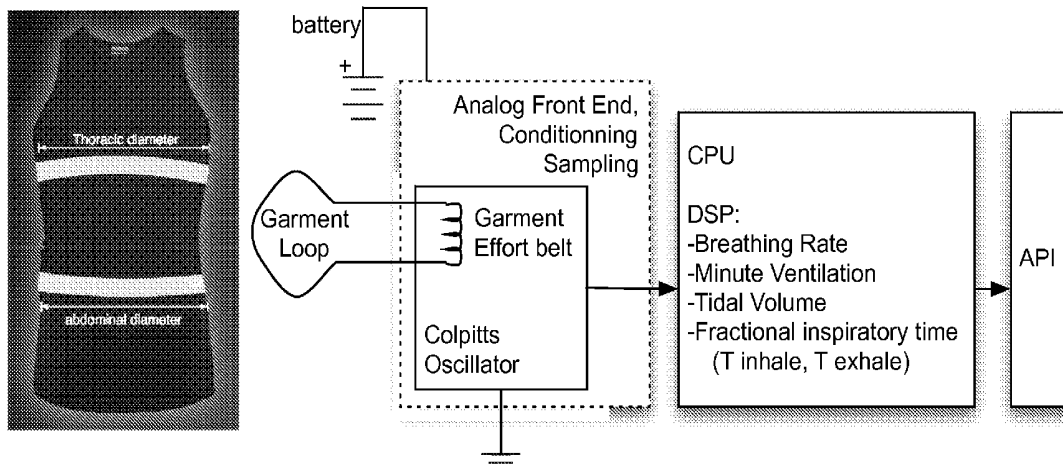 Thoracic diameter
abdominal diameter
battery
+
Garment
Loop
Analog Front End,
Conditionning
Sampling
Garment
Effort belt
Colpitts
Oscillator
CPU
DSP:
-Breathing Rate
-Minute Ventilation
-Tidal Volume
-Fractional inspiratory time
(T inhale, T exhale)
API